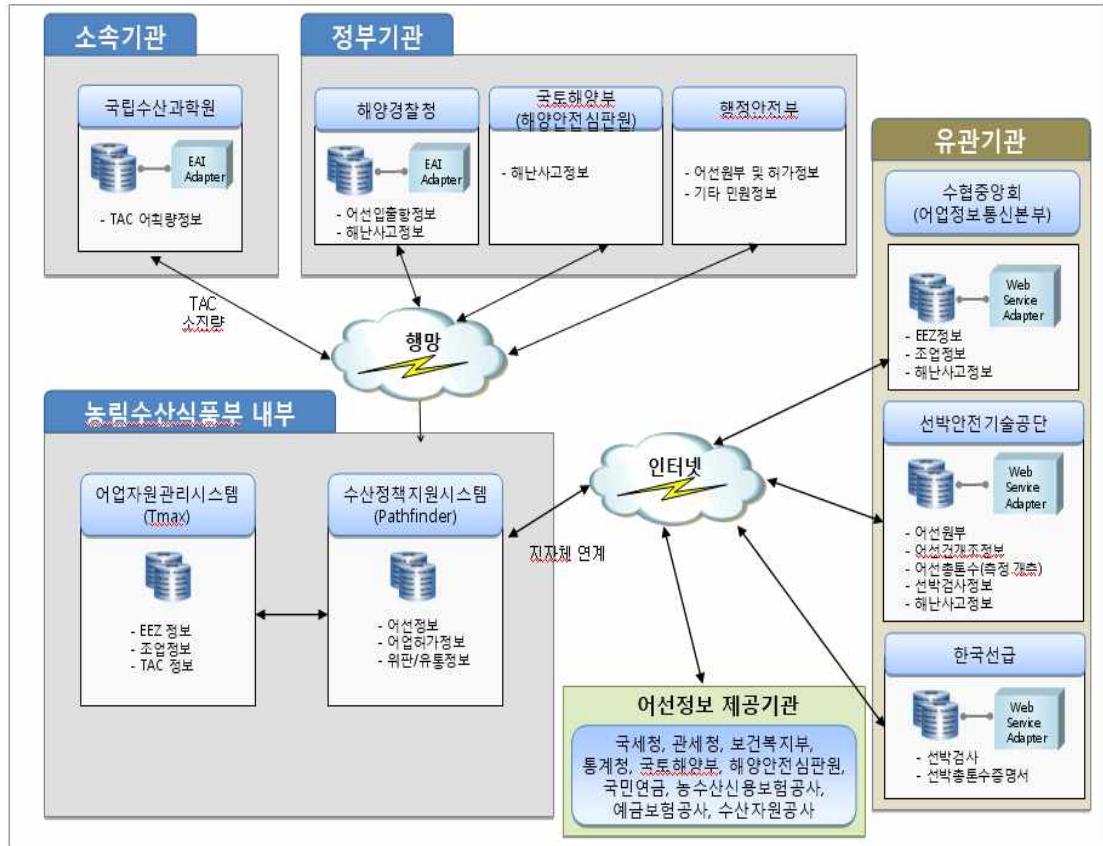 소속기관
국립수산과학원
EAI
Adapter
- TAC 어획량정보
정부기관
해양경찰청
EAI
Adapter
- 어선입출항정보
- 해난사고정보
국토해양부
(해양안전심판원)
- 해난사고정보
행정안전부
- 어선원부 및 허가정보
- 기타 민원정보
유관기관
수협중앙회
(어업정보통신본부)
Web
Service
Adapter
- EEZ정보
- 조업정보
- 해난사고정보
선박안전기술공단
Web
Service
Adapter
- 어선원부
- 어선건개조정보
- 어선총톤수(측정.개측)
- 선박검사정보
- 해난사고정보
한국선급
Web
Service
Adapter
- 선박검사
- 선박총톤수증명서
TAC
소진량
행망
농림수산식품부 내부
어업자원관리시스템
(Tmax)
- EEZ 정보
- 조업정보
- TAC 정보
수산정책지원시스템
(Pathfinder)
- 어선정보
- 어업허가정보
- 위판/유통정보
인터넷
지자체 연계
어선정보 제공기관
국세청, 관세청, 보건복지부,
통계청, 국토해양부, 해양안전심판원,
국민연금, 농수산신용보험공사,
예금보험공사, 수산자원공사